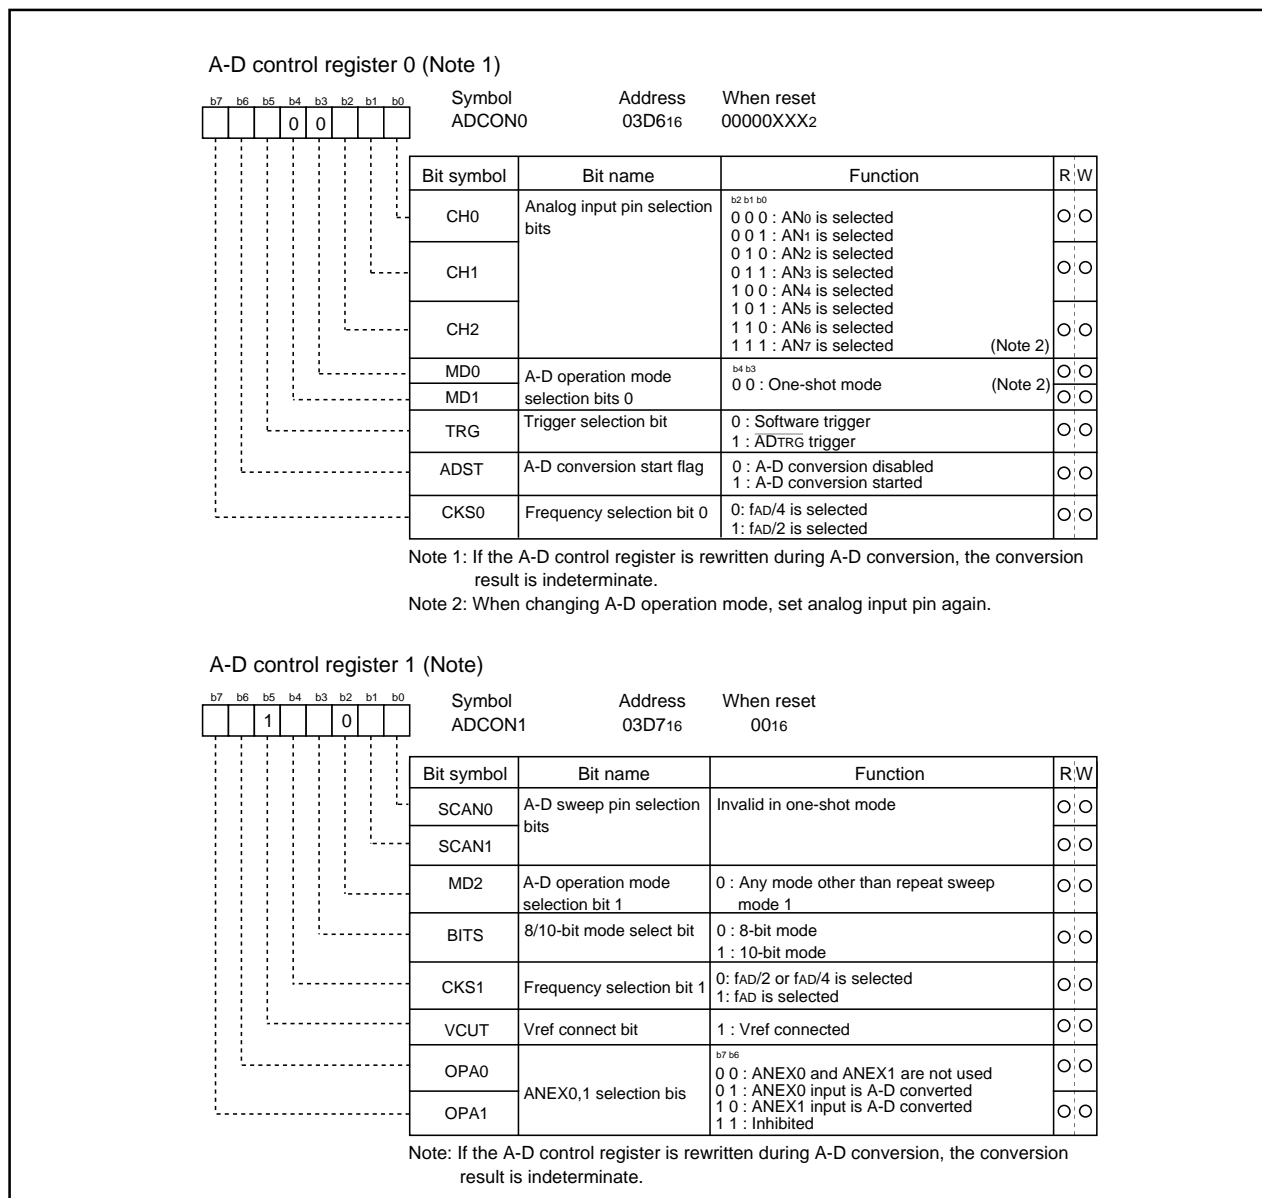 A-D control register 0 (Note 1)
b7 b6 b5 b4 b3 b2 b1 b0
0 0
Symbol Address When reset
ADCON0 03D616 00000XXX2
Bit symbol Bit name Function R W
CH0 Analog input pin selection bits
b2 b1 b0
0 0 0 : AN0 is selected
0 0 1 : AN1 is selected
0 1 0 : AN2 is selected
CH1
0 1 1 : AN3 is selected
1 0 0 : AN4 is selected
1 0 1 : AN5 is selected
CH2
1 1 0 : AN6 is selected
1 1 1 : AN7 is selected (Note 2)
MD0
MD1
A-D operation mode
selection bits 0
b4 b3
0 0 : One-shot mode (Note 2)
TRG Trigger selection bit
0 : Software trigger
1 : ADTRG trigger
ADST A-D conversion start flag
0 : A-D conversion disabled
1 : A-D conversion started
CKS0 Frequency selection bit 0
0: fAD/4 is selected
1: fAD/2 is selected
Note 1: If the A-D control register is rewritten during A-D conversion, the conversion
result is indeterminate.
Note 2: When changing A-D operation mode, set analog input pin again.
A-D control register 1 (Note)
b7 b6 b5 b4 b3 b2 b1 b0
1 0
Symbol Address When reset
ADCON1 03D716 0016
Bit symbol Bit name Function R W
SCAN0
SCAN1
A-D sweep pin selection
bits
Invalid in one-shot mode
MD2
A-D operation mode
selection bit 1
0 : Any mode other than repeat sweep
mode 1
BITS 8/10-bit mode select bit
0 : 8-bit mode
1 : 10-bit mode
CKS1 Frequency selection bit 1
0: fAD/2 or fAD/4 is selected
1: fAD is selected
VCUT Vref connect bit 1 : Vref connected
OPA0
OPA1
ANEX0,1 selection bis
b7 b6
0 0 : ANEX0 and ANEX1 are not used
0 1 : ANEX0 input is A-D converted
1 0 : ANEX1 input is A-D converted
1 1 : Inhibited
Note: If the A-D control register is rewritten during A-D conversion, the conversion
result is indeterminate.